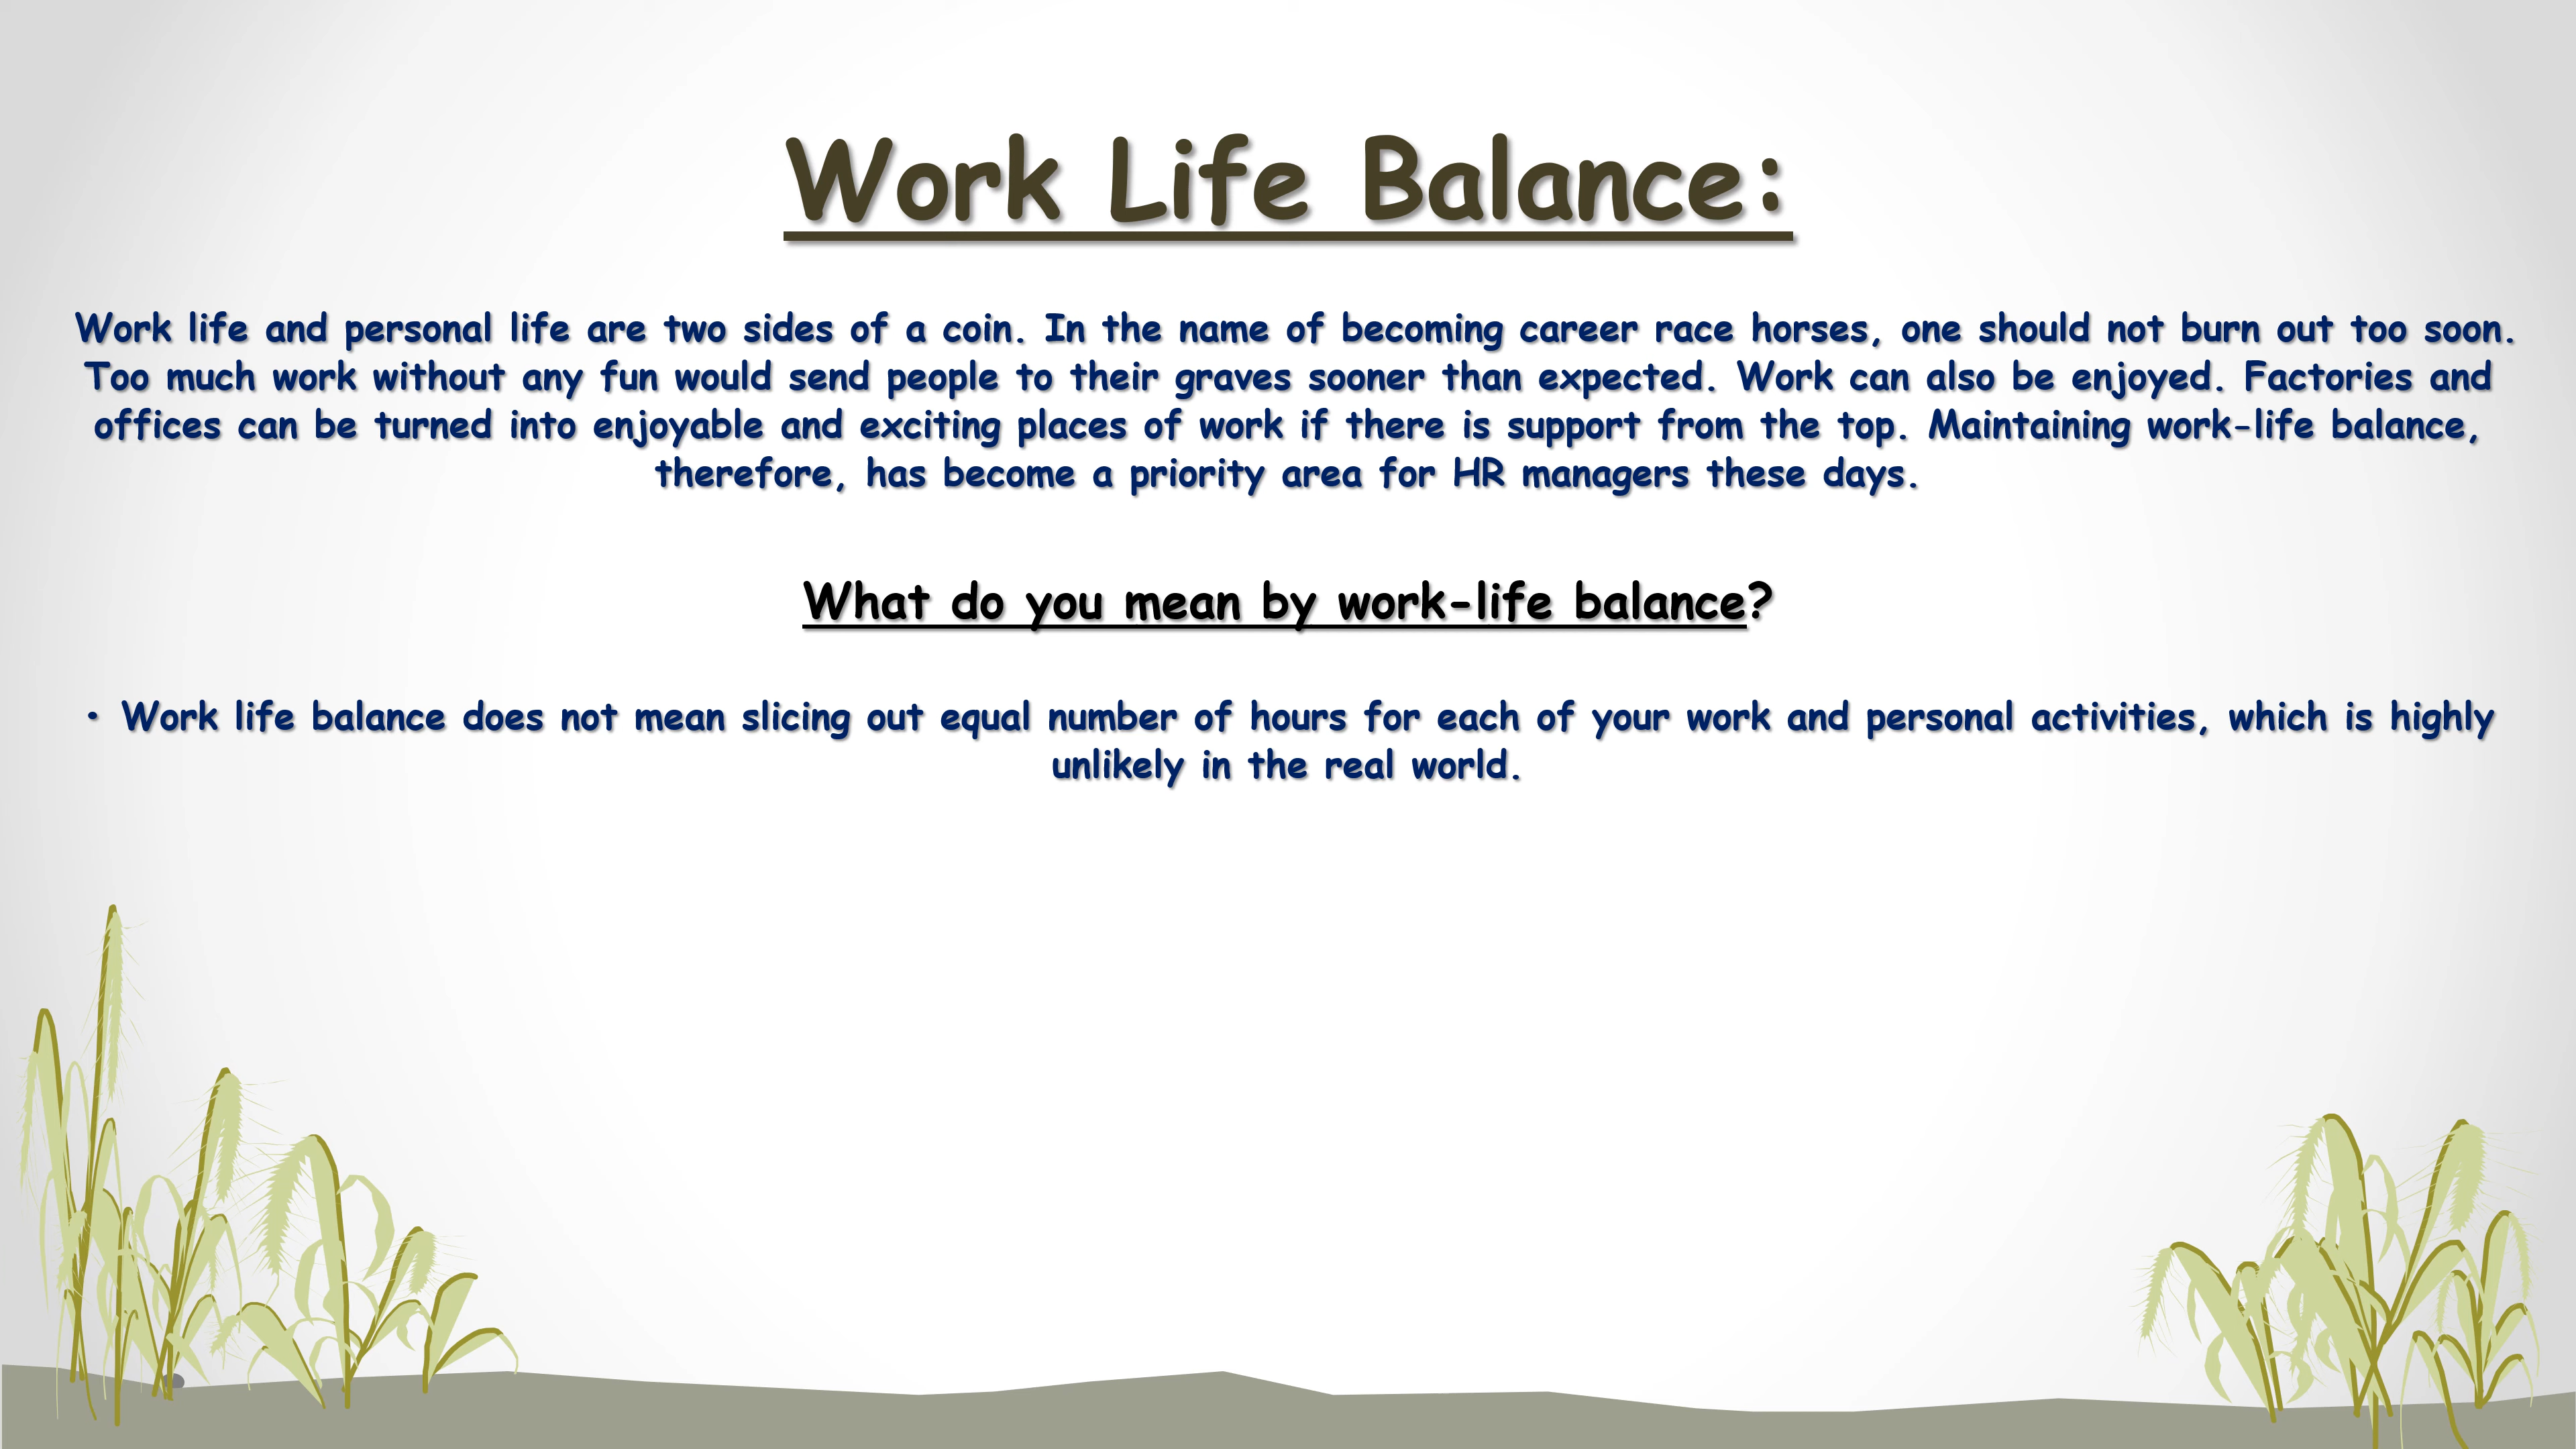 Work Life Balance:
Work life and personal life are two sides of a coin. In the name of becoming career race horses, one should not burn out too soon.
Too much work without any fun would send people to their graves sooner than expected. Work can also be enjoyed. Factories and
offices can be turned into enjoyable and exciting places of work if there is support from the top. Maintaining work-life balance,
therefore, has become a priority area for HR managers these days.
What do you mean by work-life balance?
• Work life balance does not mean slicing out equal number of hours for each of your work and personal activities, which is highly
unlikely in the real world.